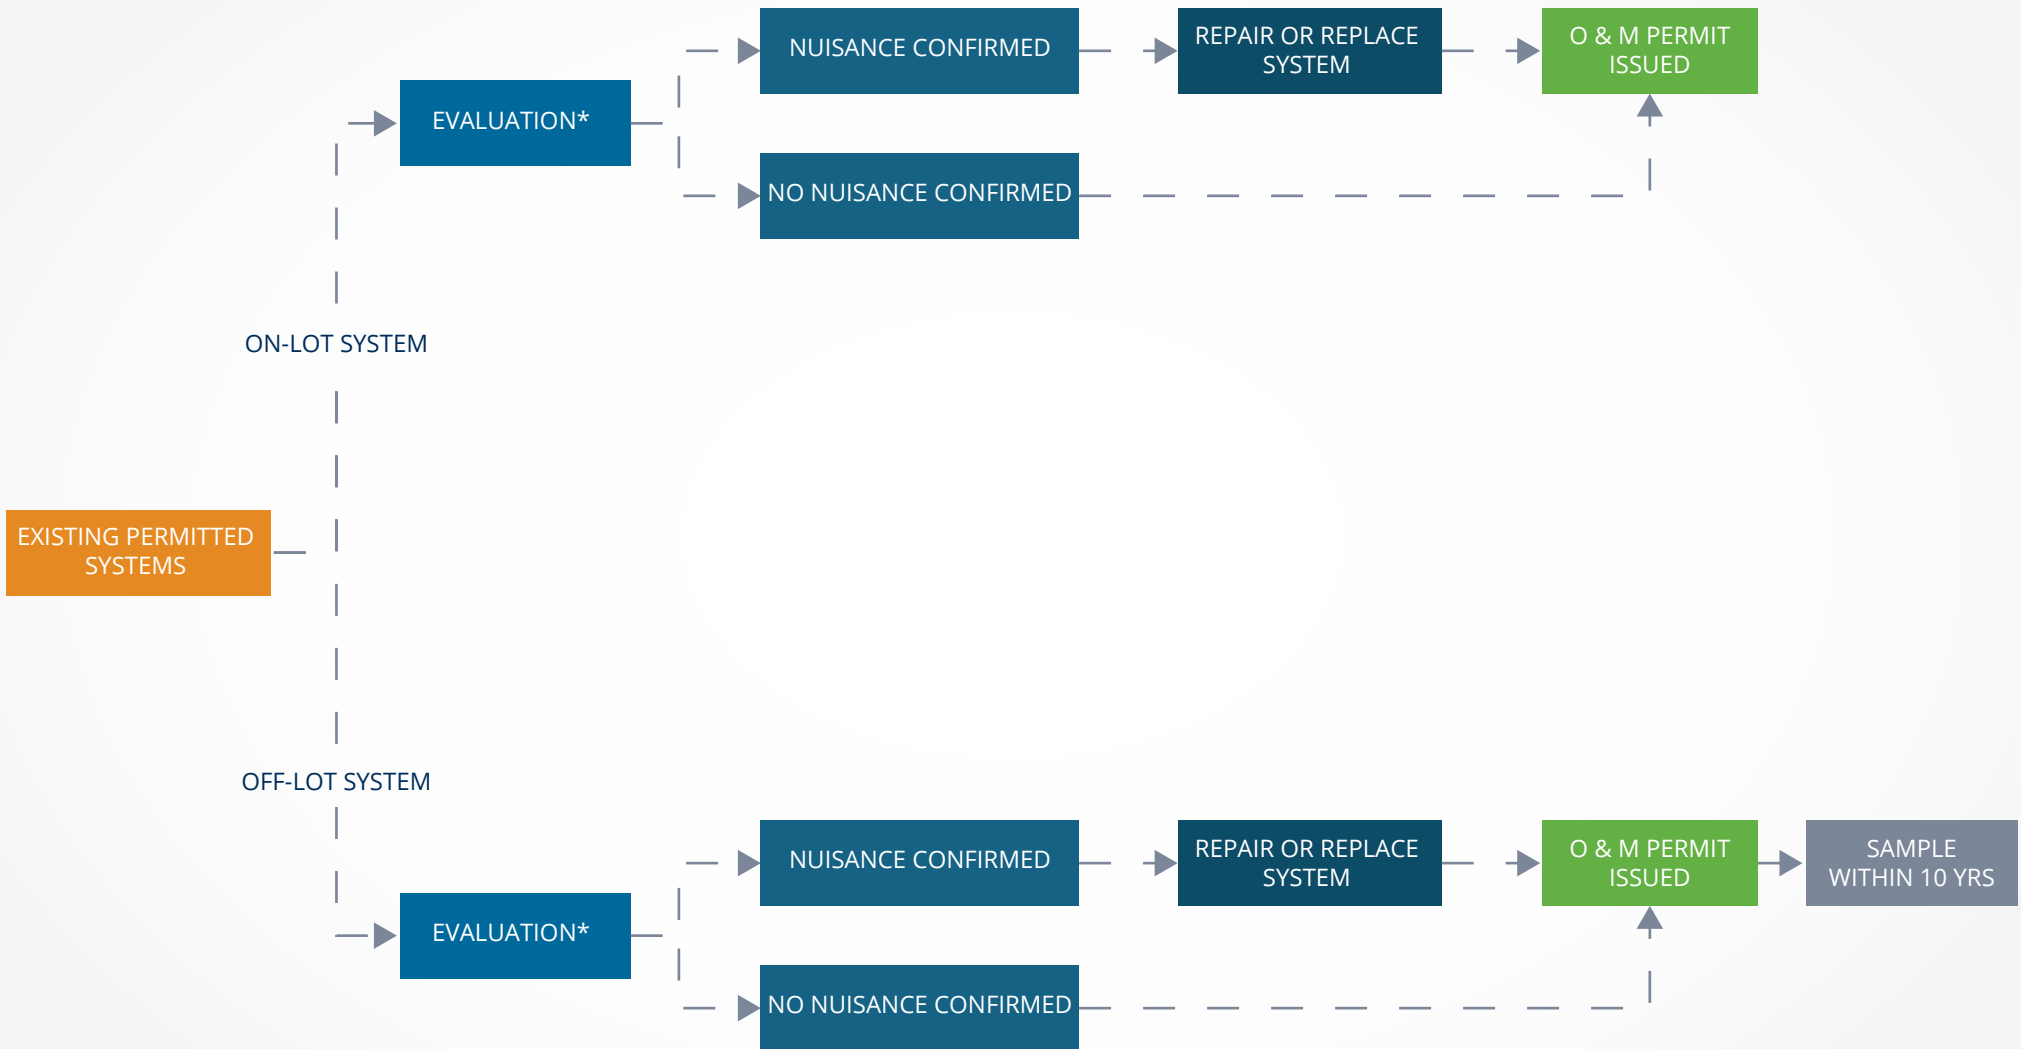 NUISANCE CONFIRMED
REPAIR OR REPLACE
SYSTEM
O & M PERMIT
ISSUED
EVALUATION*
NO NUISANCE CONFIRMED
ON-LOT SYSTEM
EXISTING PERMITTED
SYSTEMS
OFF-LOT SYSTEM
NUISANCE CONFIRMED
REPAIR OR REPLACE
SYSTEM
O & M PERMIT
ISSUED
SAMPLE
WITHIN 10 YRS
EVALUATION*
NO NUISANCE CONFIRMED